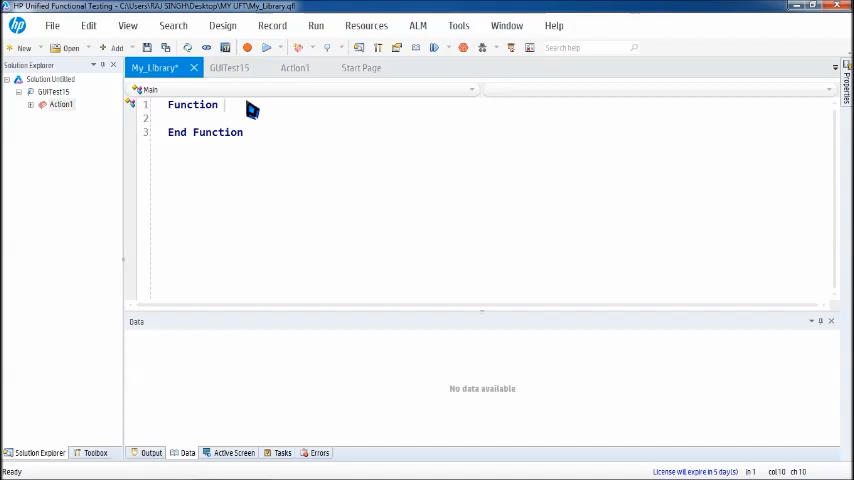 HP Unified Functional Testing - C:\Users\RAJ SINGH\Desktop\MY UFT\My_Library.qfl
hp File Edit View Search Design Record Run Resources ALM Tools Window Help
New Open Add Search help
Solution Explorer
My_Library* GUITest15 Action1 Start Page
Solution Untitled
GUITest15
Action1
Main
Properties
1 Function
2
3 End Function
Data
No data available
Solution Explorer Toolbox Output Data Active Screen Tasks Errors
Ready License will expire in 5 day(s) ln 1 col 10 ch 10